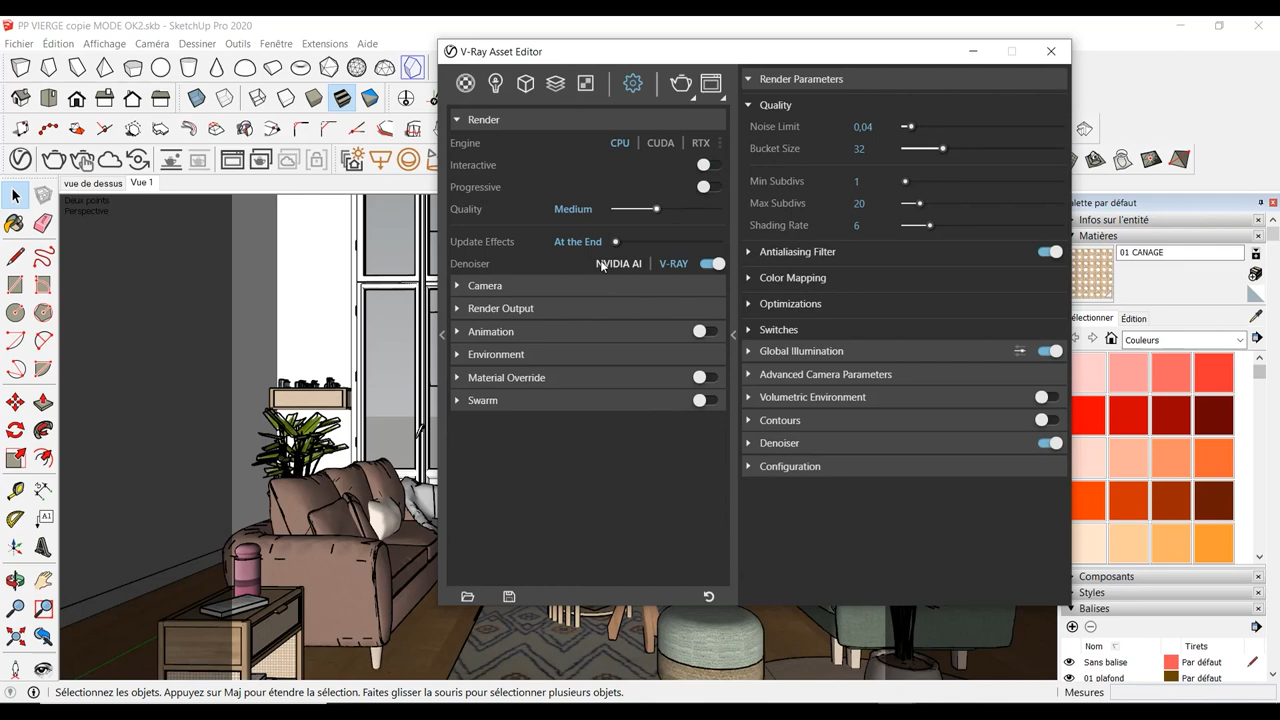 PP VIERGE copie MODE OK2.skb - SketchUp Pro 2020
Fichier Édition Affichage Caméra Dessiner Outils Fenêtre Extensions Aide
vue de dessus Vue 1
Deux points
Perspective
V-Ray Asset Editor
Render
Engine CPU | CUDA | RTX
Interactive
Progressive
Quality Medium
Update Effects At the End
Denoiser NVIDIA AI | V-RAY
Camera
Render Output
Animation
Environment
Material Override
Swarm
Render Parameters
Quality
Noise Limit 0,04
Bucket Size 32
Min Subdivs 1
Max Subdivs 20
Shading Rate 6
Antialiasing Filter
Color Mapping
Optimizations
Switches
Global Illumination
Advanced Camera Parameters
Volumetric Environment
Contours
Denoiser
Configuration
alette par défaut
Infos sur l'entité
Matières
01 CANAGE
électionner Édition
Couleurs
Composants
Styles
Balises
Nom Tirets
Sans balise Par défaut
01 plafond Par défaut
Sélectionnez les objets. Appuyez sur Maj pour étendre la sélection. Faites glisser la souris pour sélectionner plusieurs objets.
Mesures